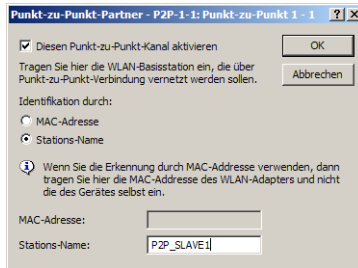 Punkt-zu-Punkt-Partner - P2P-1-1: Punkt-zu-Punkt 1 - 1
Diesen Punkt-zu-Punkt-Kanal aktivieren
OK
Tragen Sie hier die WLAN-Basisstation ein, die über
Punkt-zu-Punkt-Verbindung vernetzt werden sollen.
Abbrechen
Identifikation durch:
MAC-Adresse
Stations-Name
Wenn Sie die Erkennung durch MAC-Addresse verwenden, dann
tragen Sie hier die MAC-Adresse des WLAN-Adapters und nicht
die des Gerätes selbst ein.
MAC-Adresse:
Stations-Name:
P2P_SLAVE1